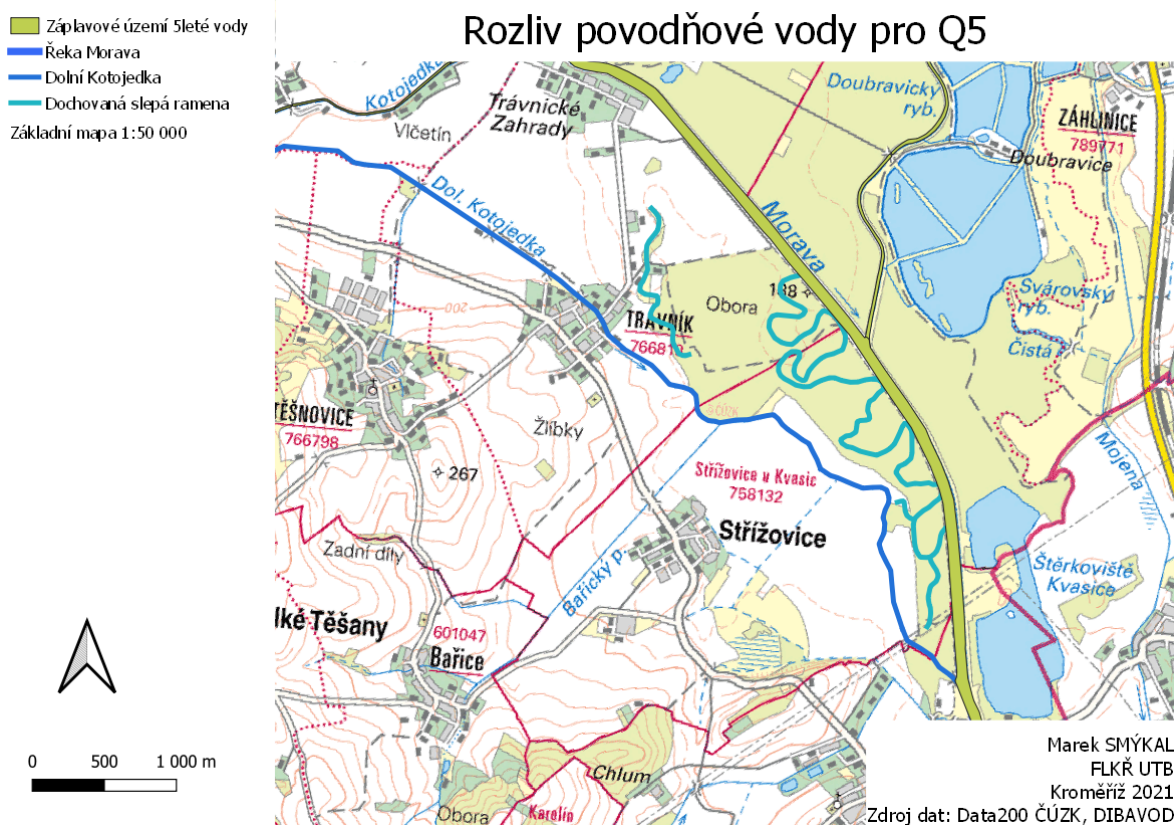 Rozliv povodňové vody pro Q5
Záplavové území 5leté vody
Řeka Morava
Dolní Kotojedka
Dochovaná slepá ramena
Základní mapa 1:50 000
Kotojedka
Trávnické
Zahrady
Vlčetín
Doubravický
ryb.
ZÁHLINICE
789771
Doubravice
Dol. Kotojedka
Morava
200
Obora
188
Svárovský
ryb.
Čistá
TRÁVNÍK
TĚŠNOVICE
766798
Žlíbky
©ČÚZK
267
Střížovice u Kvasic
758132
Mojena
Střížovice
Zadní díly
Bařický p.
Štěrkoviště
Kvasice
lké Těšany
601047
Bařice
Chlum
Obora
Karolín
0 500 1 000 m
Marek SMÝKAL
FLKŘ UTB
Kroměříž 2021
Zdroj dat: Data200 ČÚZK, DIBAVOD